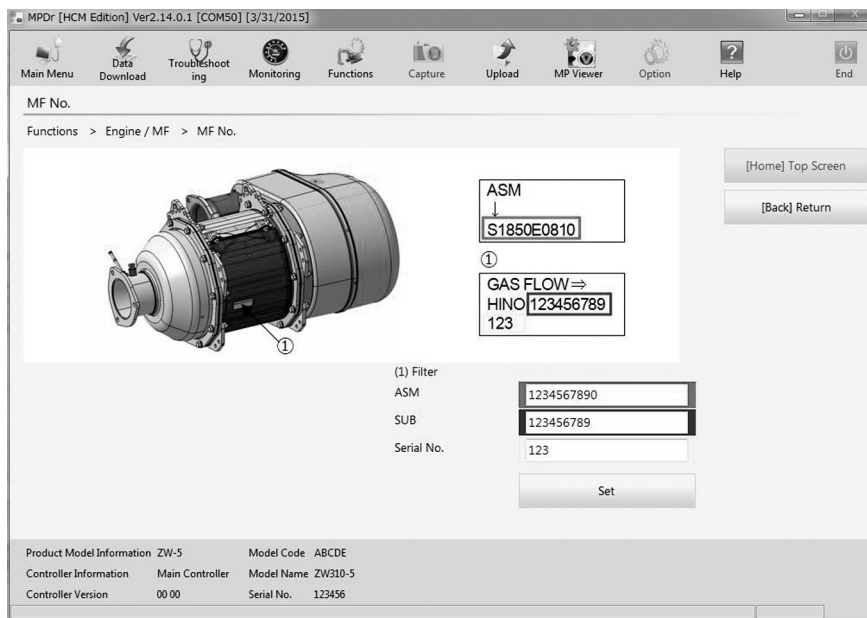 MPDr [HCM Edition] Ver2.14.0.1 [COM50] [3/31/2015]
Main Menu
Data
Download
Troubleshoot
ing
Monitoring
Functions
Capture
Upload
MP Viewer
Option
Help
End
MF No.
Functions > Engine / MF > MF No.
[Home] Top Screen
[Back] Return
ASM
↓
S1850E0810
①
GAS FLOW⇒
HINO 123456789
123
①
(1) Filter
ASM 1234567890
SUB 123456789
Serial No. 123
Set
Product Model Information ZW-5 Model Code ABCDE
Controller Information Main Controller Model Name ZW310-5
Controller Version 00 00 Serial No. 123456